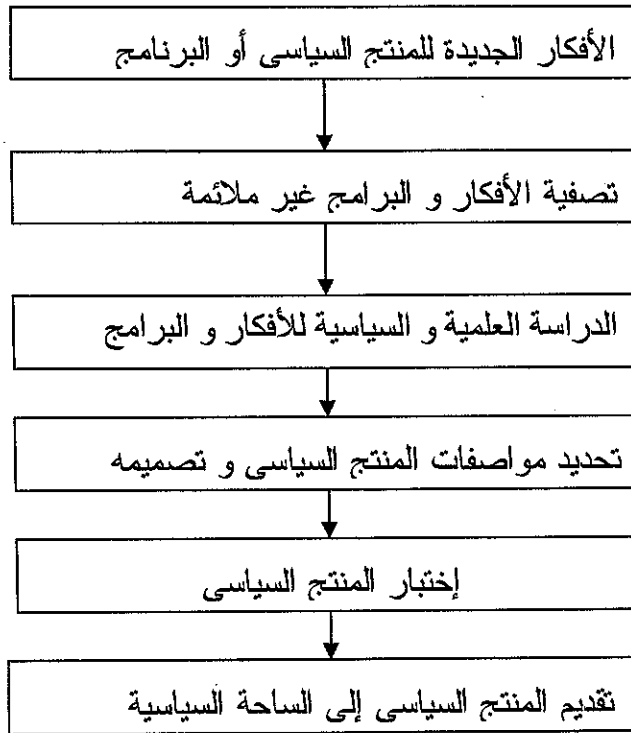 الأفكار الجديدة للمنتج السياسى أو البرنامج
تصفية الأفكار و البرامج غير ملائمة
الدراسة العلمية و السياسية للأفكار و البرامج
تحديد مواصفات المنتج السياسى و تصميمه
إختبار المنتج السياسى
تقديم المنتج السياسى إلى الساحة السياسية